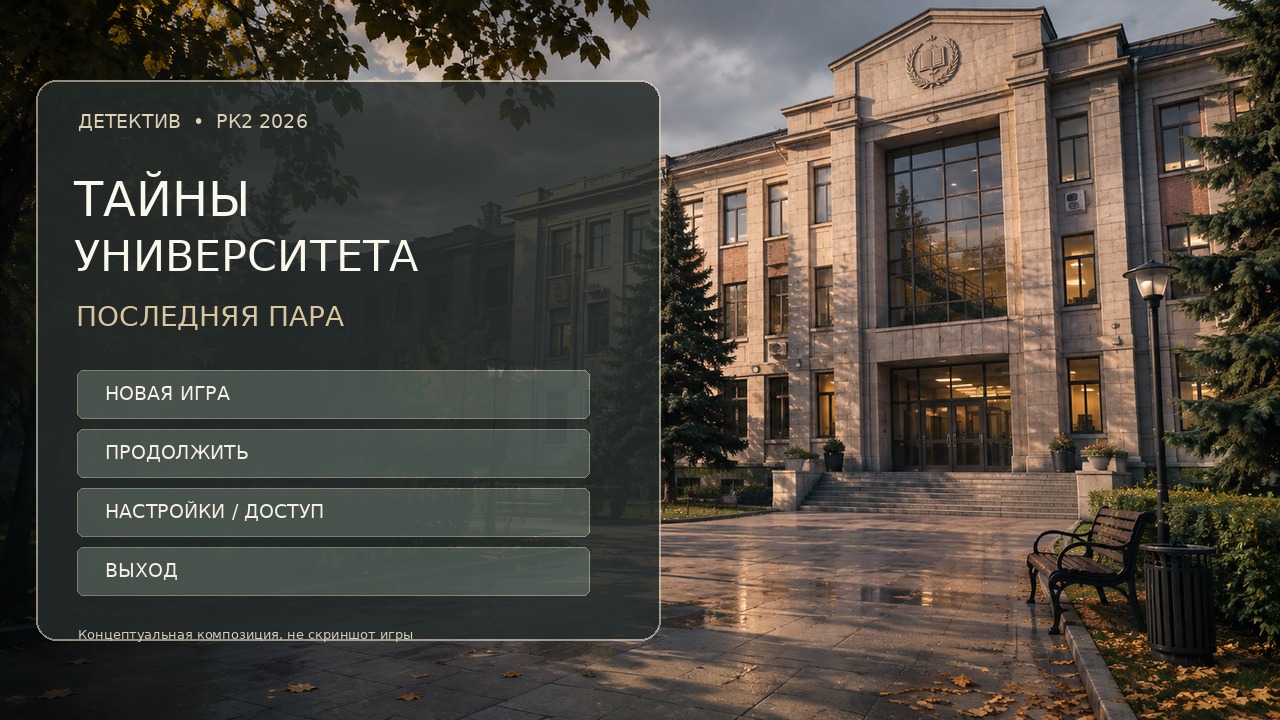 ДЕТЕКТИВ • РК2 2026
ТАЙНЫ
УНИВЕРСИТЕТА
ПОСЛЕДНЯЯ ПАРА
НОВАЯ ИГРА
ПРОДОЛЖИТЬ
НАСТРОЙКИ / ДОСТУП
ВЫХОД
Концептуальная композиция, не скриншот игры